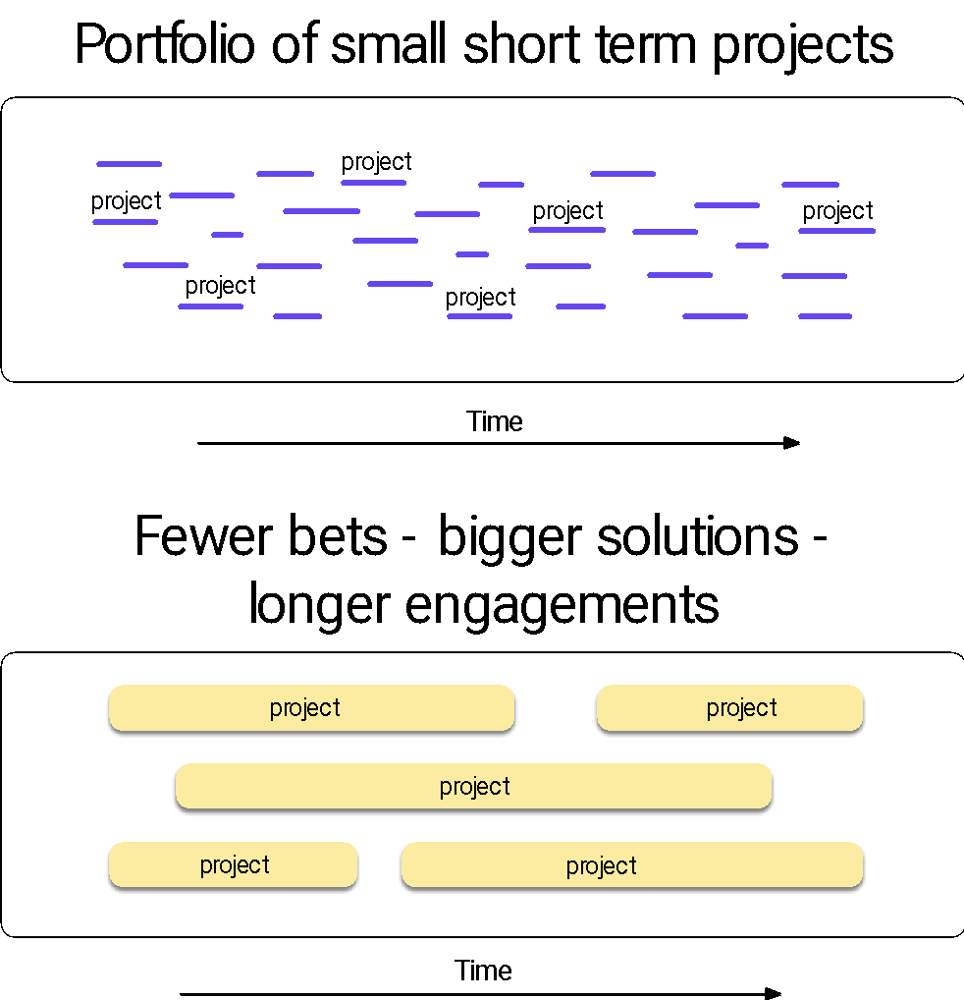 Portfolio of small short term projects
project
project
project
project
project
project
Time
Fewer bets - bigger solutions -
longer engagements
project
project
project
project
project
Time